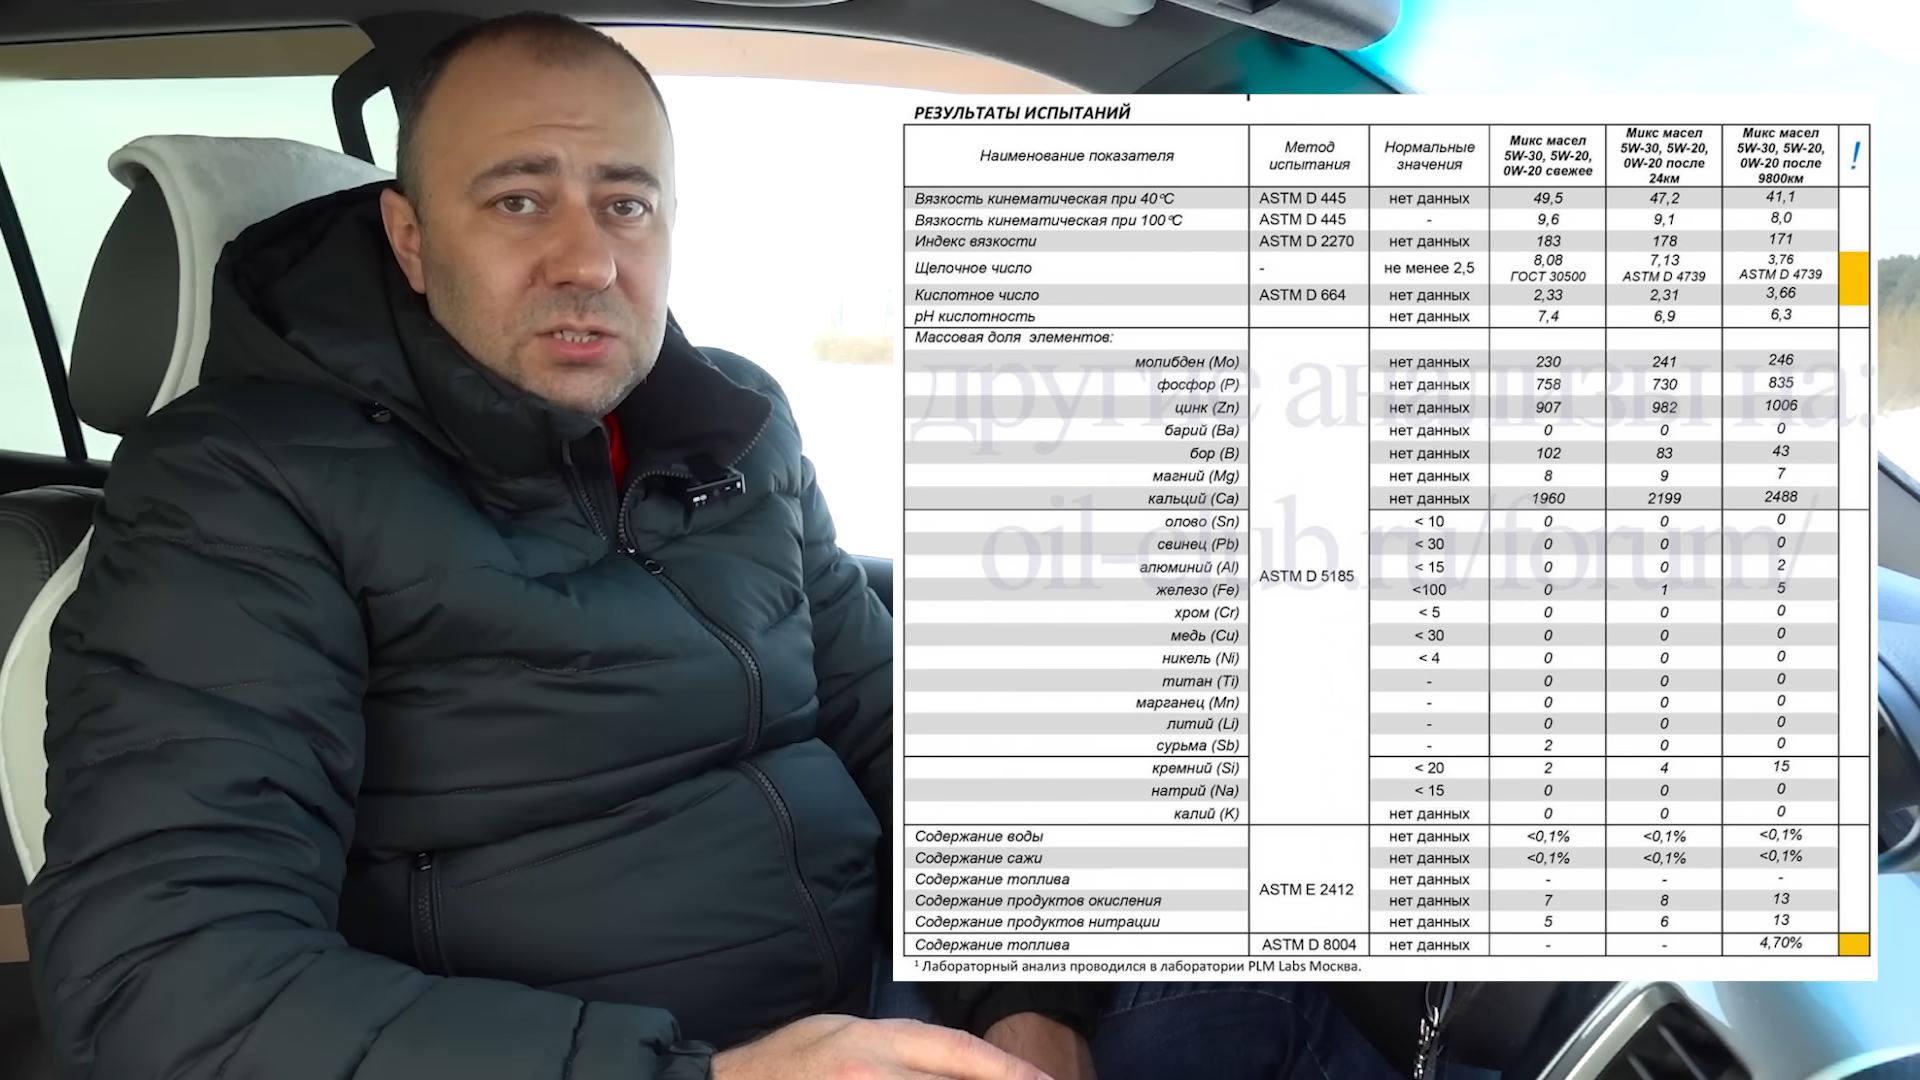 РЕЗУЛЬТАТЫ ИСПЫТАНИЙ
Наименование показателя Метод испытания Нормальные значения Микс масел 5W-30, 5W-20, 0W-20 свежее Микс масел 5W-30, 5W-20, 0W-20 после 24км Микс масел 5W-30, 5W-20, 0W-20 после 9800км !
Вязкость кинематическая при 40°С ASTM D 445 нет данных 49,5 47,2 41,1
Вязкость кинематическая при 100°С ASTM D 445 - 9,6 9,1 8,0
Индекс вязкости ASTM D 2270 нет данных 183 178 171
Щелочное число - не менее 2,5 8,08 ГОСТ 30500 7,13 ASTM D 4739 3,76 ASTM D 4739
Кислотное число ASTM D 664 нет данных 2,33 2,31 3,66
pH кислотность нет данных 7,4 6,9 6,3
Массовая доля элементов:
молибден (Mo) нет данных 230 241 246
фосфор (P) нет данных 758 730 835
цинк (Zn) нет данных 907 982 1006
барий (Ba) нет данных 0 0 0
бор (B) нет данных 102 83 43
магний (Mg) нет данных 8 9 7
кальций (Ca) нет данных 1960 2199 2488
олово (Sn) < 10 0 0 0
свинец (Pb) < 30 0 0 0
алюминий (Al) ASTM D 5185 < 15 0 0 2
железо (Fe) <100 0 1 5
хром (Cr) < 5 0 0 0
медь (Cu) < 30 0 0 0
никель (Ni) < 4 0 0 0
титан (Ti) - 0 0 0
марганец (Mn) - 0 0 0
литий (Li) - 0 0 0
сурьма (Sb) - 2 0 0
кремний (Si) < 20 2 4 15
натрий (Na) < 15 0 0 0
калий (K) нет данных 0 0 0
Содержание воды нет данных <0,1% <0,1% <0,1%
Содержание сажи нет данных <0,1% <0,1% <0,1%
Содержание топлива ASTM E 2412 нет данных - - -
Содержание продуктов окисления нет данных 7 8 13
Содержание продуктов нитрации нет данных 5 6 13
Содержание топлива ASTM D 8004 нет данных - - 4,70%
¹ Лабораторный анализ проводился в лаборатории PLM Labs Москва.
другие анализы на:
oil-club.ru/forum/